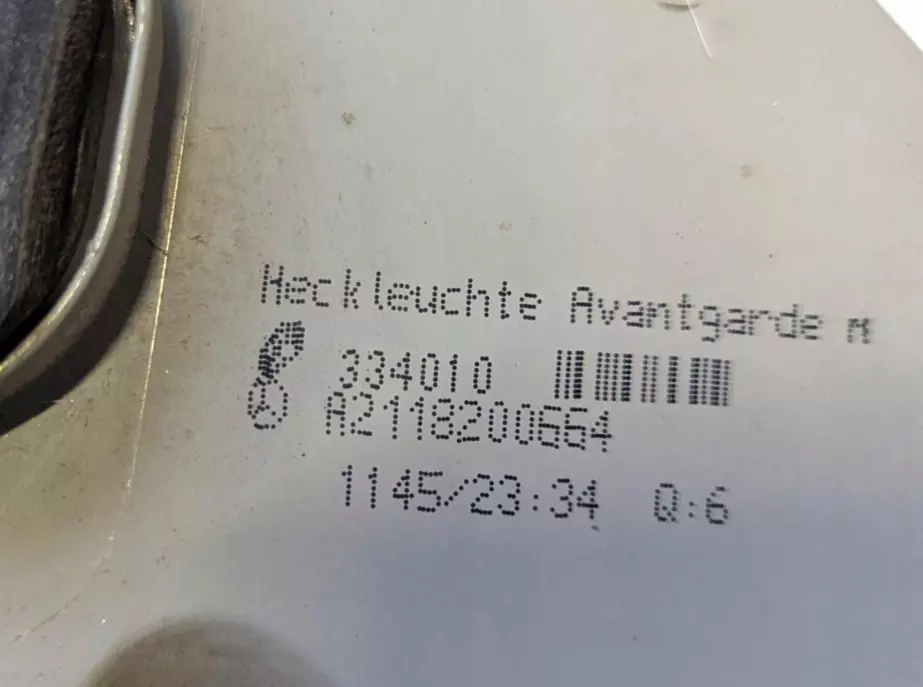 Heckleuchte Avantgarde m
334010
A2118200664
1145/23:34 Q:6